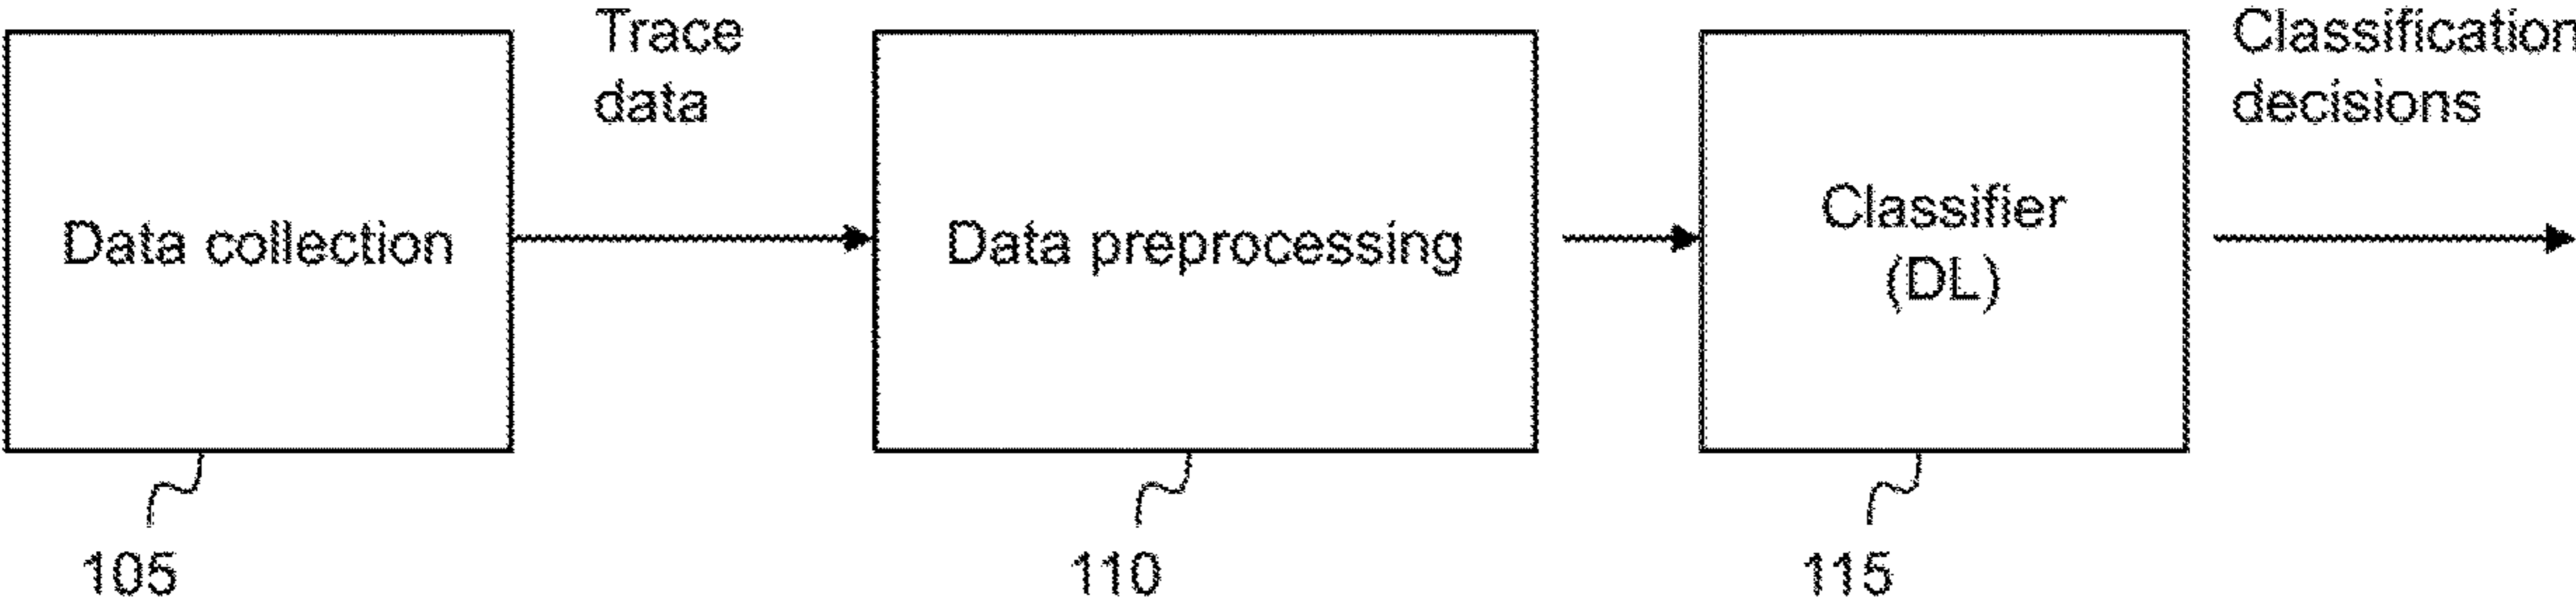 Trace
data
Classification
decisions
Data collection
Data preprocessing
Classifier
(DL)
105
110
115